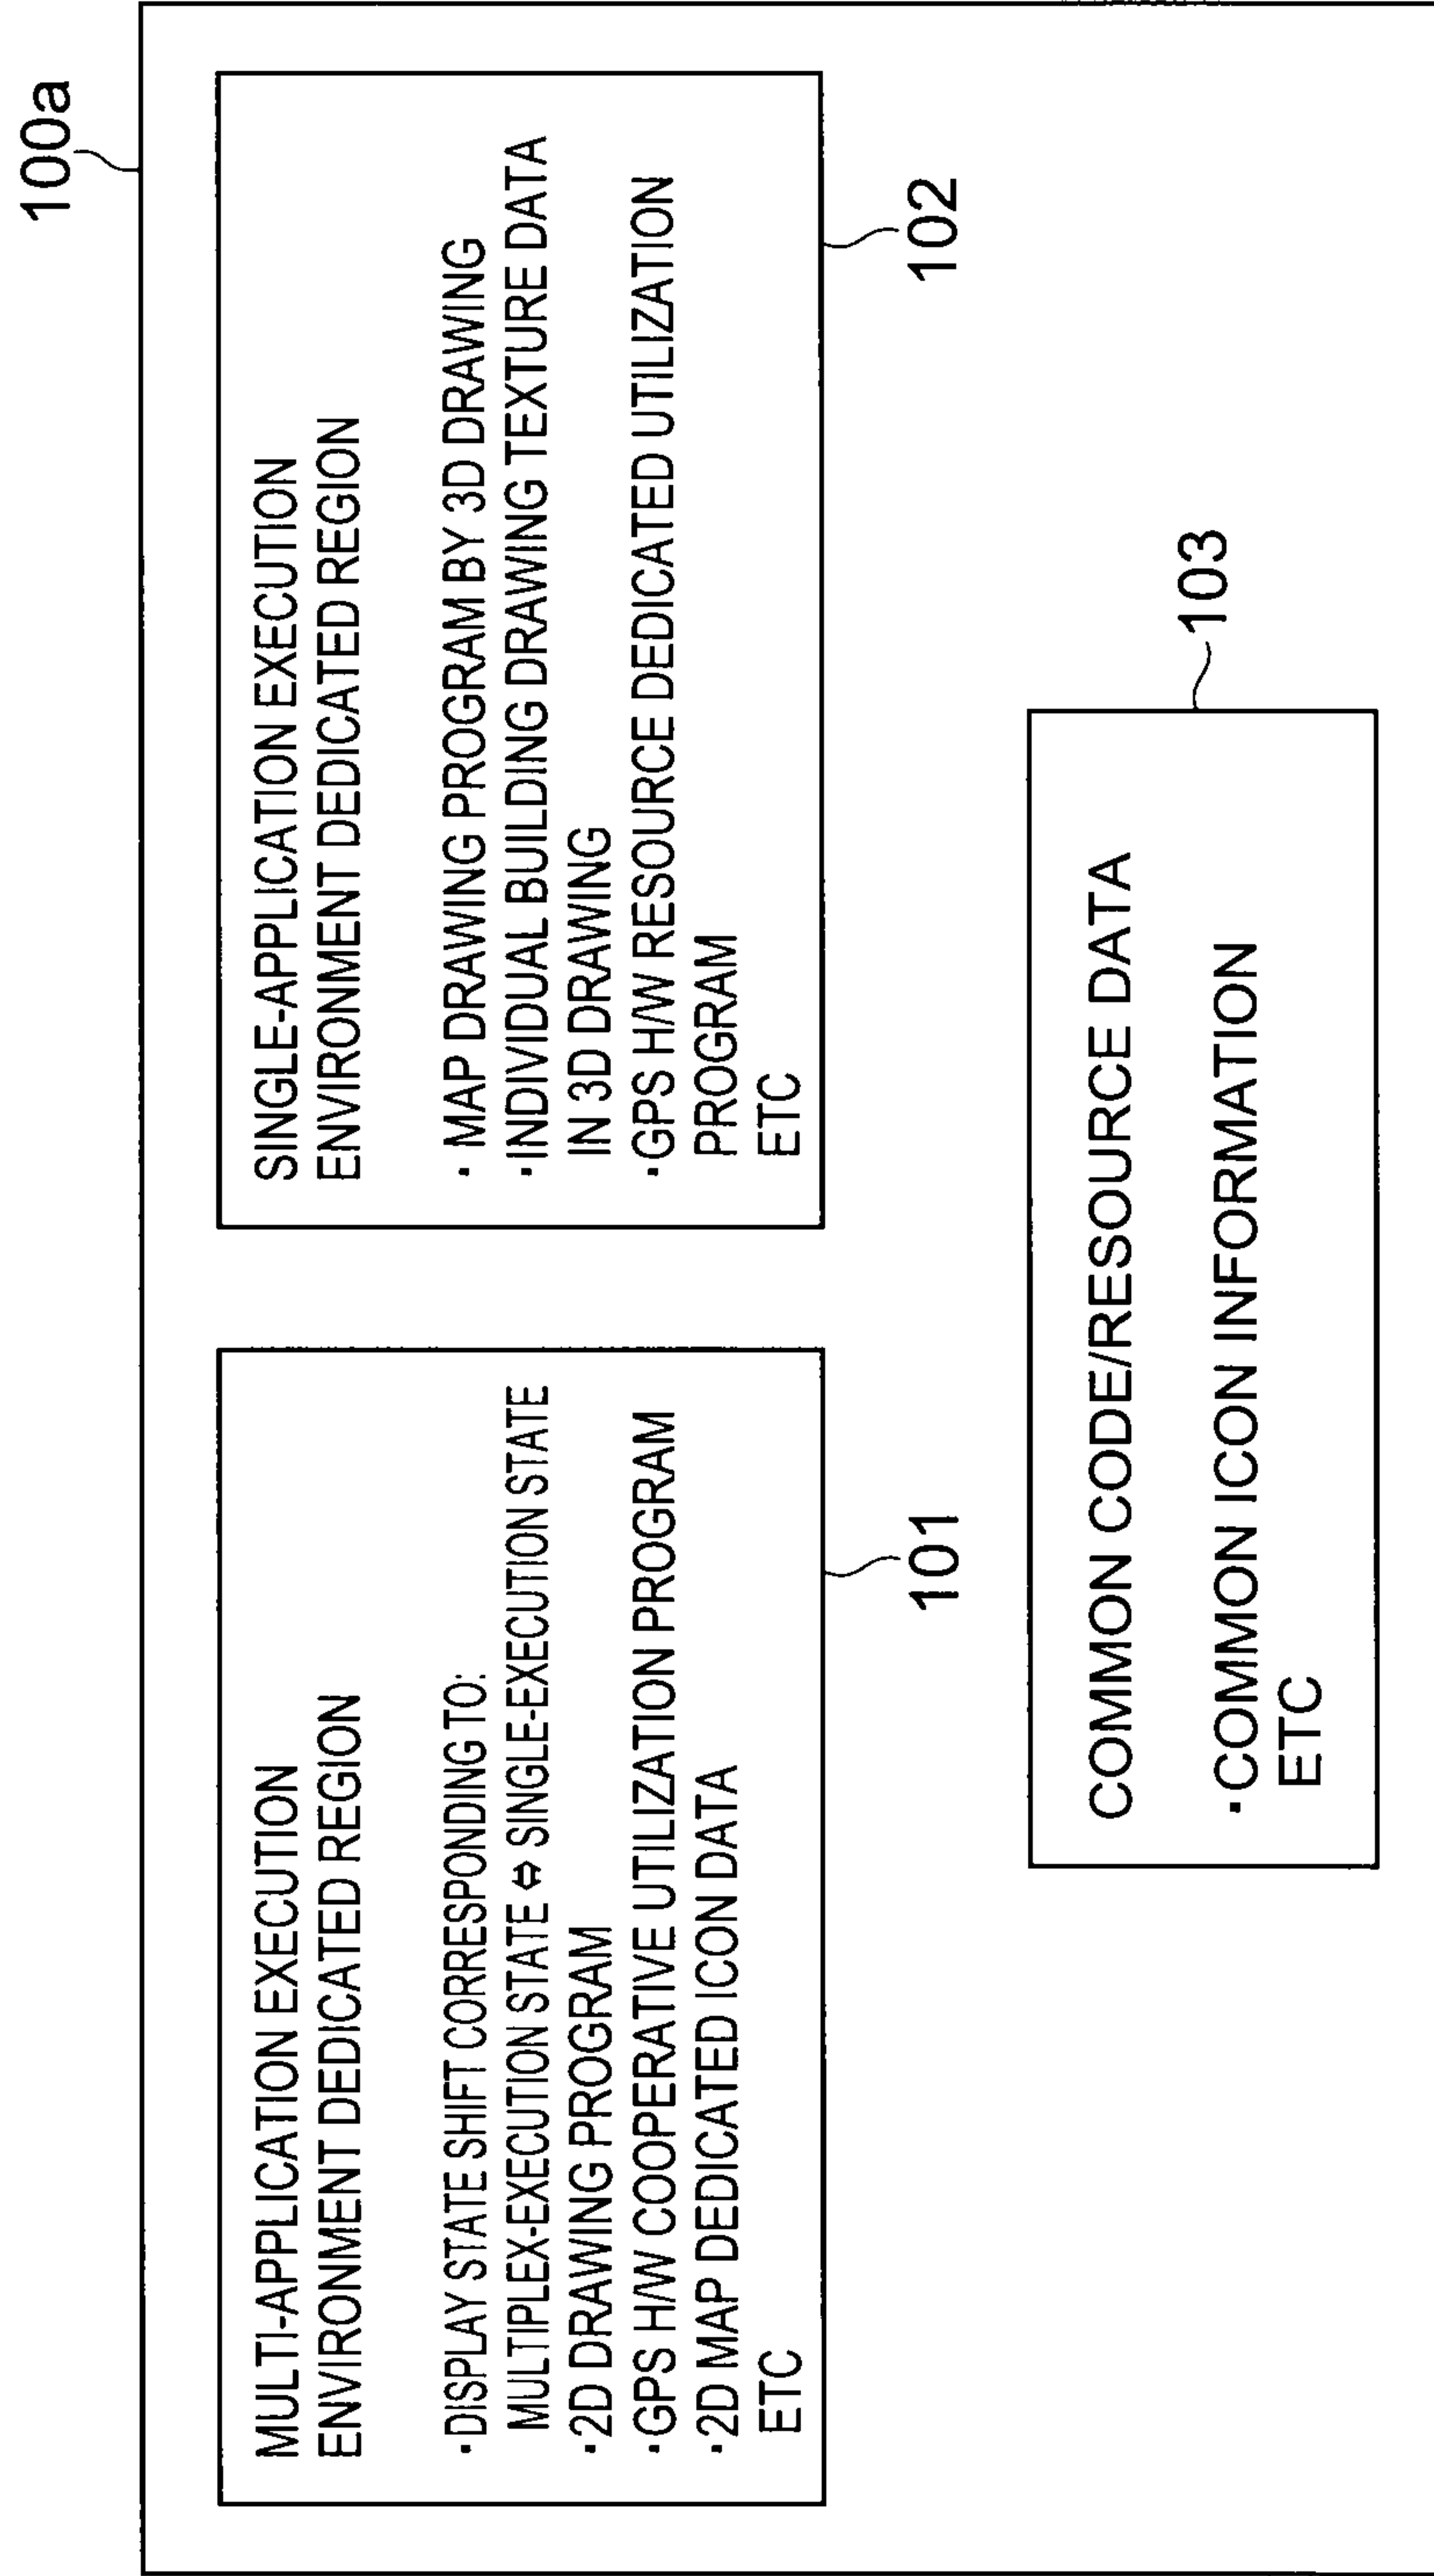 100a
MULTI-APPLICATION EXECUTION
ENVIRONMENT DEDICATED REGION
·DISPLAY STATE SHIFT CORRESPONDING TO:
MULTIPLEX-EXECUTION STATE ⇔ SINGLE-EXECUTION STATE
·2D DRAWING PROGRAM
·GPS H/W COOPERATIVE UTILIZATION PROGRAM
·2D MAP DEDICATED ICON DATA
ETC
101
SINGLE-APPLICATION EXECUTION
ENVIRONMENT DEDICATED REGION
· MAP DRAWING PROGRAM BY 3D DRAWING
·INDIVIDUAL BUILDING DRAWING TEXTURE DATA
IN 3D DRAWING
·GPS H/W RESOURCE DEDICATED UTILIZATION
PROGRAM
ETC
102
103
COMMON CODE/RESOURCE DATA
·COMMON ICON INFORMATION
ETC